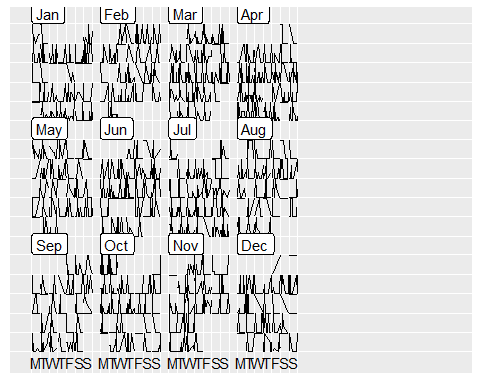 Jan Feb Mar Apr
May Jun Jul Aug
Sep Oct Nov Dec
MTWTFSS MTWTFSS MTWTFSS MTWTFSS